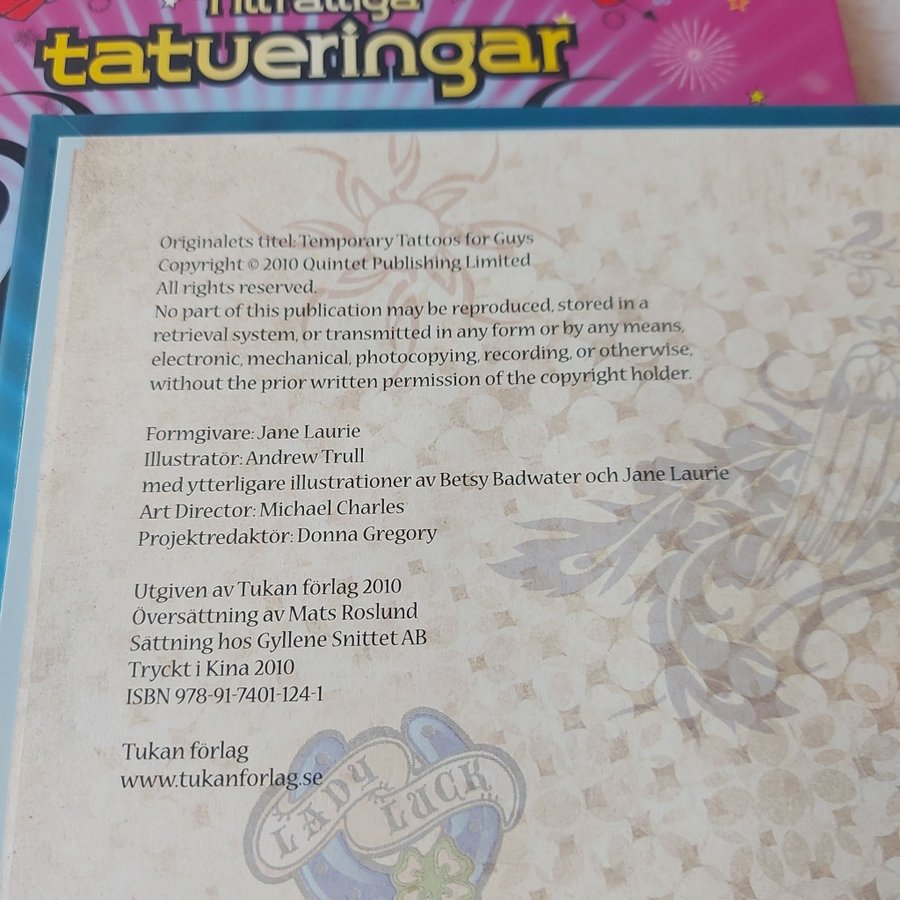 tatueringar
Originalets titel: Temporary Tattoos for Guys
Copyright © 2010 Quintet Publishing Limited
All rights reserved.
No part of this publication may be reproduced, stored in a
retrieval system, or transmitted in any form or by any means,
electronic, mechanical, photocopying, recording, or otherwise,
without the prior written permission of the copyright holder.
Formgivare: Jane Laurie
Illustratör: Andrew Trull
med ytterligare illustrationer av Betsy Badwater och Jane Laurie
Art Director: Michael Charles
Projektredaktör: Donna Gregory
Utgiven av Tukan förlag 2010
Översättning av Mats Roslund
Sättning hos Gyllene Snittet AB
Tryckt i Kina 2010
ISBN 978-91-7401-124-1
Tukan förlag
www.tukanforlag.se
LADY LUCK